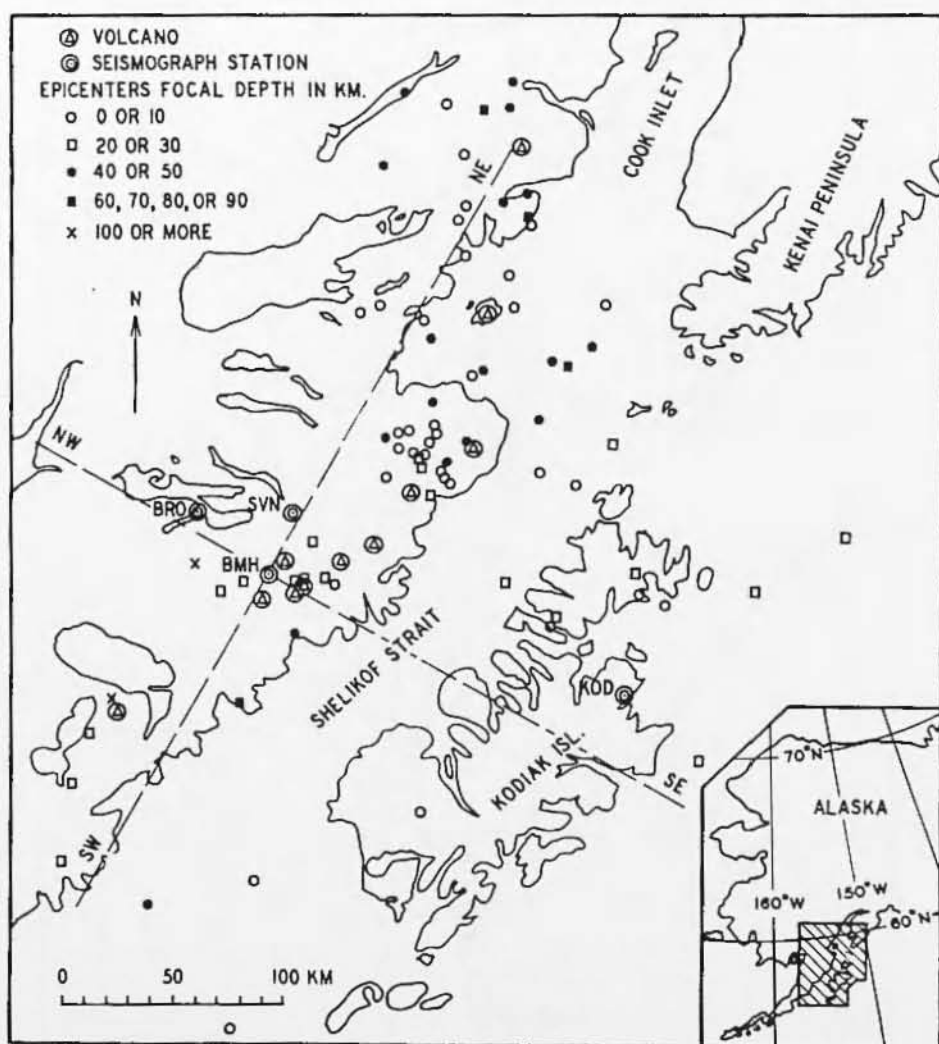 VOLCANO
SEISMOGRAPH STATION
EPICENTERS FOCAL DEPTH IN KM.
0 OR 10
20 OR 30
40 OR 50
60, 70, 80, OR 90
100 OR MORE
N
COOK INLET
KENAI PENINSULA
NE
NW
BRO
SVN
BMH
SHELIKOF STRAIT
KOD
KODIAK ISL.
SE
SW
0 50 100 KM
70°N
ALASKA
160°W
150°W
60°N